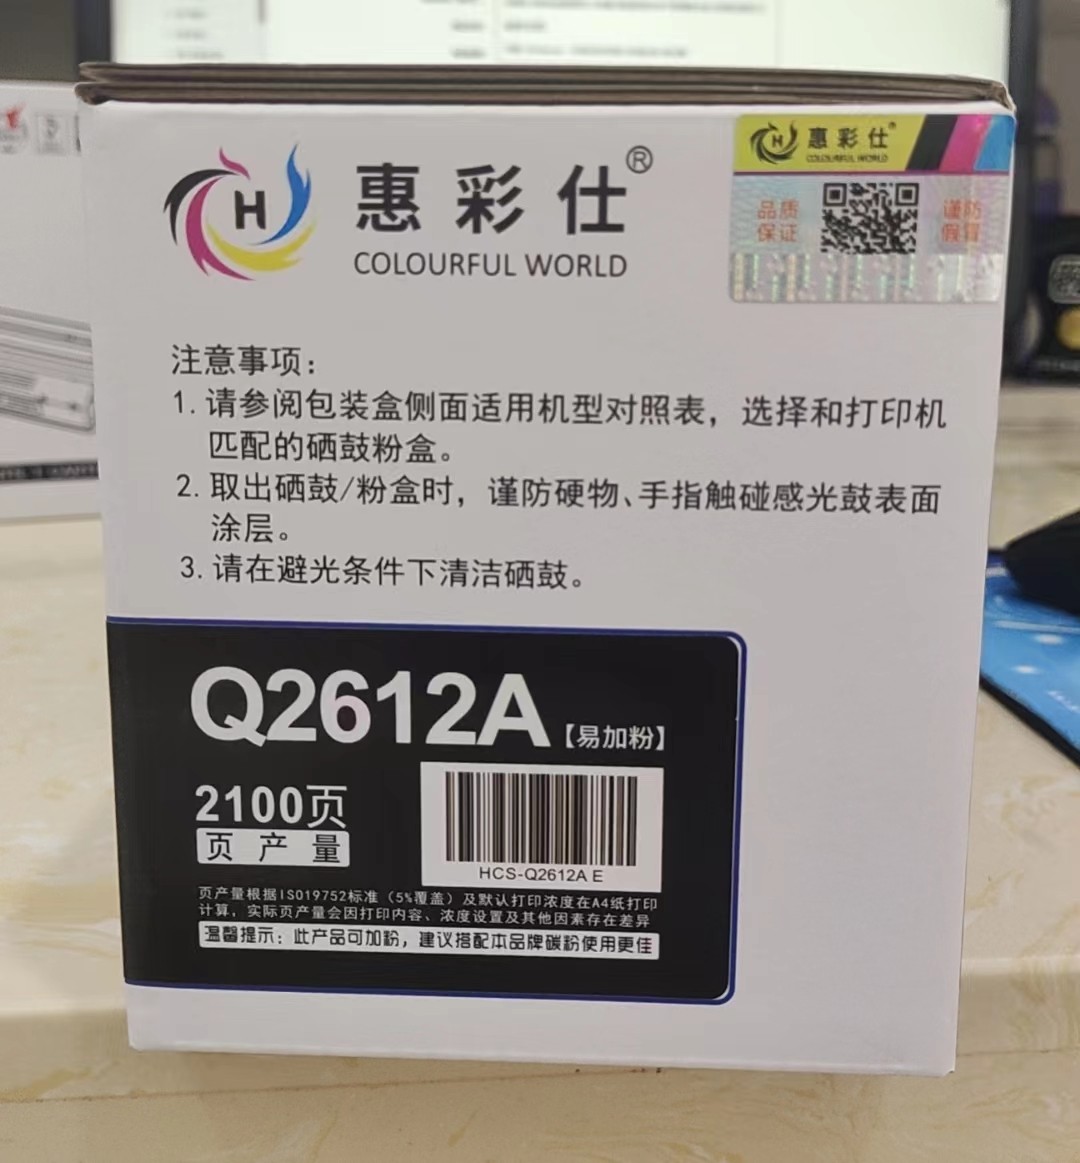 H
惠彩仕®
COLOURFUL WORLD
H 惠彩仕®
COLOURFUL WORLD
品质
保证
谨防
假冒
注意事项：
1. 请参阅包装盒侧面适用机型对照表，选择和打印机
匹配的硒鼓粉盒。
2. 取出硒鼓/粉盒时，谨防硬物、手指触碰感光鼓表面
涂层。
3. 请在避光条件下清洁硒鼓。
Q2612A【易加粉】
2100页
页产量
HCS-Q2612A E
页产量根据ISO19752标准（5%覆盖）及默认打印浓度在A4纸打印
计算，实际页产量会因打印内容、浓度设置及其他因素存在差异
温馨提示：此产品可加粉，建议搭配本品牌碳粉使用更佳